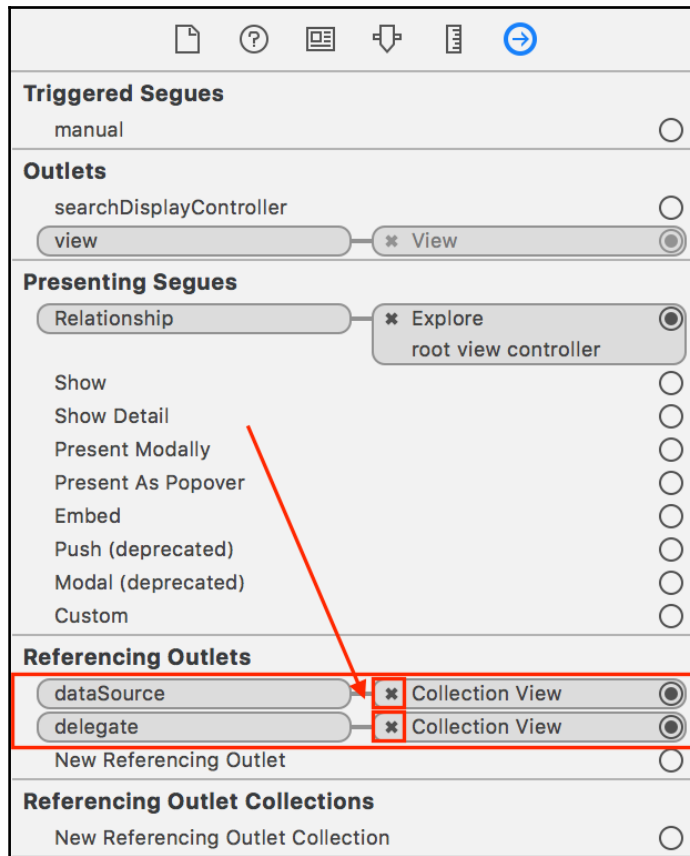 Triggered Segues
manual
Outlets
searchDisplayController
view View
Presenting Segues
Relationship Explore
root view controller
Show
Show Detail
Present Modally
Present As Popover
Embed
Push (deprecated)
Modal (deprecated)
Custom
Referencing Outlets
dataSource Collection View
delegate Collection View
New Referencing Outlet
Referencing Outlet Collections
New Referencing Outlet Collection